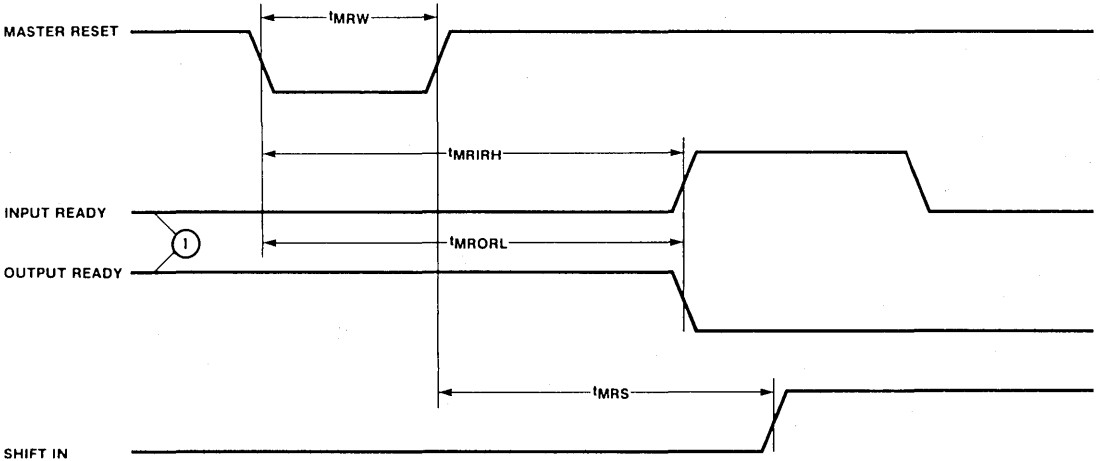 MASTER RESET
tMRW
tMRIRH
INPUT READY
1
tMRORL
OUTPUT READY
tMRS
SHIFT IN